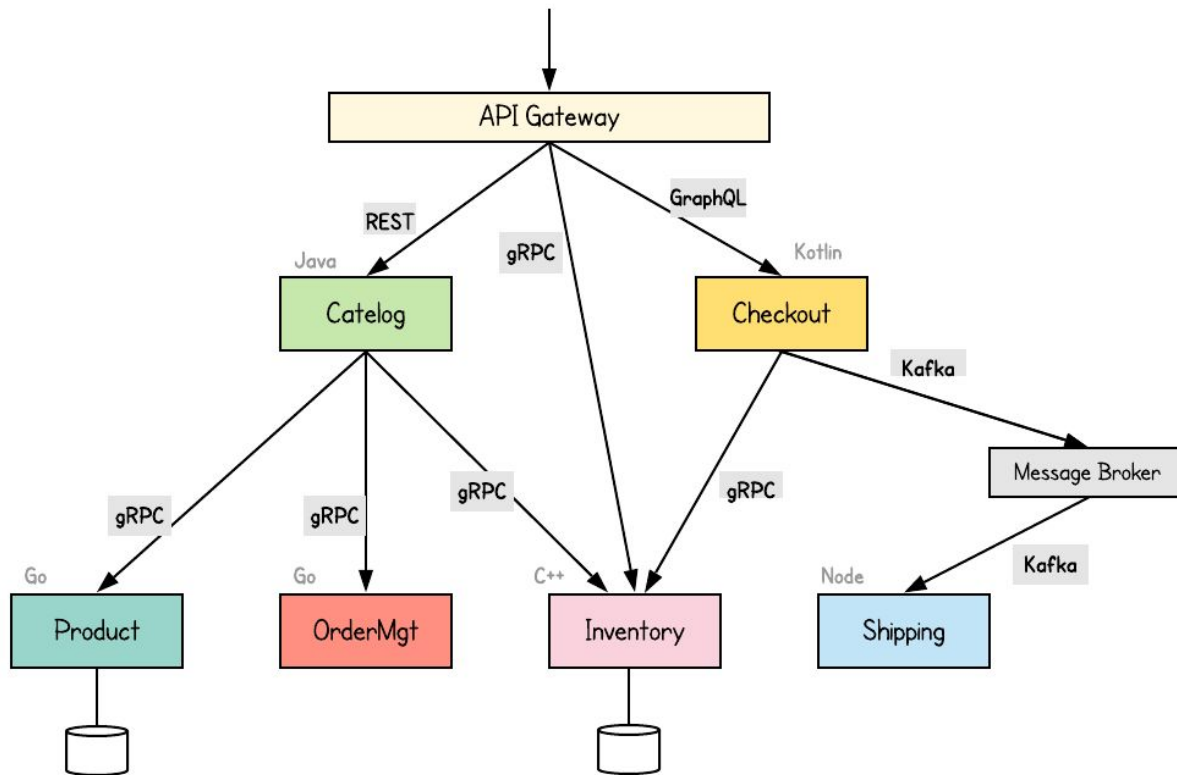 API Gateway
GraphQL
REST
gRPC
Java
Kotlin
Catelog
Checkout
Kafka
Message Broker
gRPC
gRPC
gRPC
gRPC
Kafka
Go
Go
C++
Node
Product
OrderMgt
Inventory
Shipping